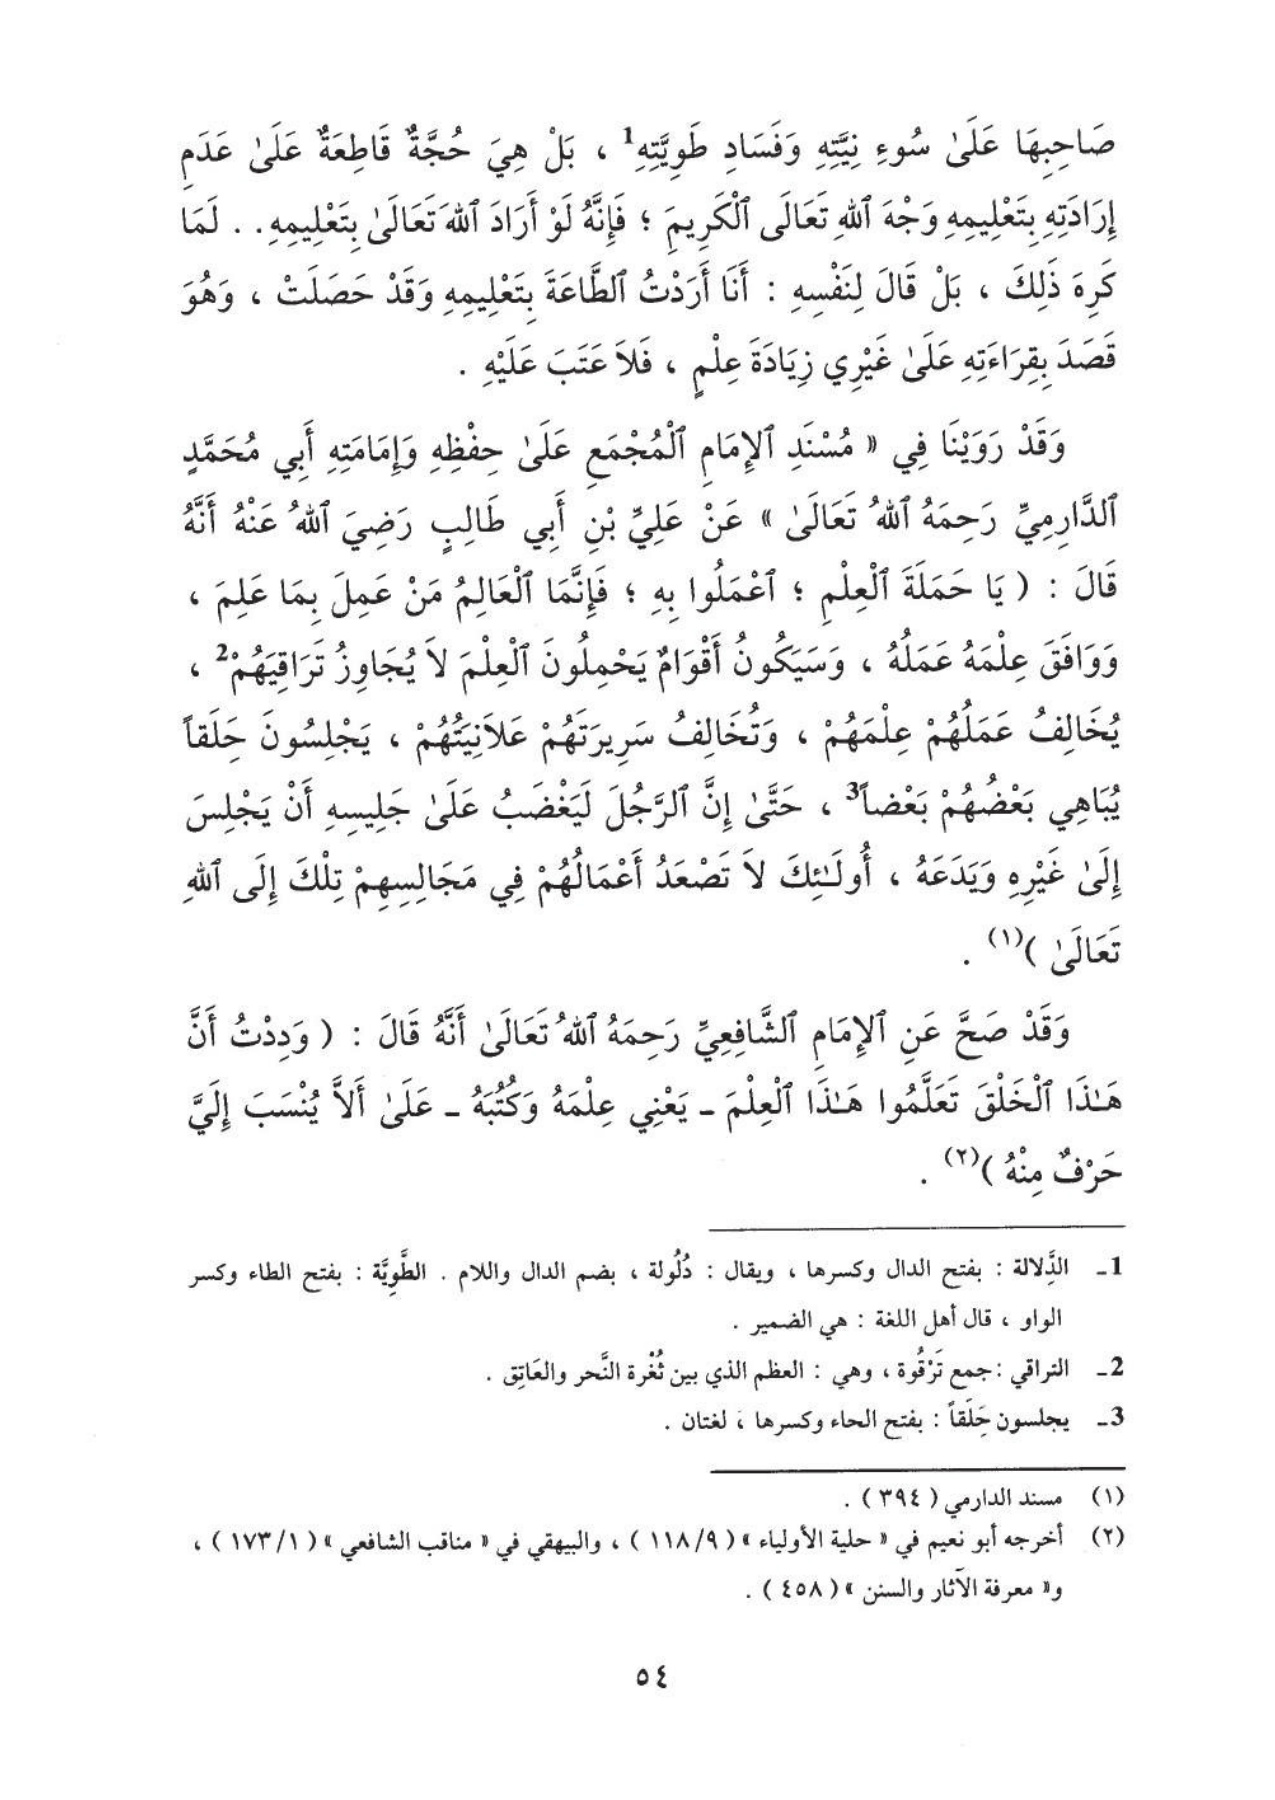 صَاحِبِهَا عَلَىٰ سُوءِ نِيَّتِهِ وَفَسَادِ طَوِيَّتِهِ1 ، بَلْ هِيَ حُجَّةٌ قَاطِعَةٌ عَلَىٰ عَدَمِ
إِرَادَتِهِ بِتَعْلِيمِهِ وَجْهَ ٱللهِ تَعَالَى ٱلْكَرِيمَ ؛ فَإِنَّهُ لَوْ أَرَادَ ٱللهَ تَعَالَىٰ بِتَعْلِيمِهِ . . لَمَا
كَرِهَ ذَلِكَ ، بَلْ قَالَ لِنَفْسِهِ : أَنَا أَرَدْتُ ٱلطَّاعَةَ بِتَعْلِيمِهِ وَقَدْ حَصَلَتْ ، وَهُوَ
قَصَدَ بِقِرَاءَتِهِ عَلَىٰ غَيْرِي زِيَادَةَ عِلْمٍ ، فَلاَ عَتَبَ عَلَيْهِ .
وَقَدْ رَوَيْنَا فِي « مُسْنَدِ ٱلإِمَامِ ٱلْمُجْمَعِ عَلَىٰ حِفْظِهِ وَإِمَامَتِهِ أَبِي مُحَمَّدٍ
ٱلدَّارِمِيِّ رَحِمَهُ ٱللهُ تَعَالَىٰ » عَنْ عَلِيِّ بْنِ أَبِي طَالِبٍ رَضِيَ ٱللهُ عَنْهُ أَنَّهُ
قَالَ : ( يَا حَمَلَةَ ٱلْعِلْمِ ؛ ٱعْمَلُوا بِهِ ؛ فَإِنَّمَا ٱلْعَالِمُ مَنْ عَمِلَ بِمَا عَلِمَ ،
وَوَافَقَ عِلْمَهُ عَمَلُهُ ، وَسَيَكُونُ أَقْوَامٌ يَحْمِلُونَ ٱلْعِلْمَ لاَ يُجَاوِزُ تَرَاقِيَهُمْ2 ،
يُخَالِفُ عَمَلُهُمْ عِلْمَهُمْ ، وَتُخَالِفُ سَرِيرَتَهُمْ عَلاَنِيَتُهُمْ ، يَجْلِسُونَ حَِلَقاً
يُبَاهِي بَعْضُهُمْ بَعْضاً3 ، حَتَّىٰ إِنَّ ٱلرَّجُلَ لَيَغْضَبُ عَلَىٰ جَلِيسِهِ أَنْ يَجْلِسَ
إِلَىٰ غَيْرِهِ وَيَدَعَهُ ، أُولَـٰئِكَ لاَ تَصْعَدُ أَعْمَالُهُمْ فِي مَجَالِسِهِمْ تِلْكَ إِلَى ٱللهِ
تَعَالَىٰ )(١) .
وَقَدْ صَحَّ عَنِ ٱلإِمَامِ ٱلشَّافِعِيِّ رَحِمَهُ ٱللهُ تَعَالَىٰ أَنَّهُ قَالَ : ( وَدِدْتُ أَنَّ
هَـٰذَا ٱلْخَلْقَ تَعَلَّمُوا هَـٰذَا ٱلْعِلْمَ ـ يَعْنِي عِلْمَهُ وَكُتُبَهُ ـ عَلَىٰ أَلاَّ يُنْسَبَ إِلَيَّ
حَرْفٌ مِنْهُ )(٢) .
1ـ الدَِّلالة : بفتح الدال وكسرها ، ويقال : دُلُولة ، بضم الدال واللام . الطَّوِيَّة : بفتح الطاء وكسر
الواو ، قال أهل اللغة : هي الضمير .
2ـ التراقي : جمع تَرْقُوة ، وهي : العظم الذي بين ثُغْرة النَّحر والعَاتِق .
3ـ يجلسون حَِلَقاً : بفتح الحاء وكسرها ، لغتان .
(١) مسند الدارمي ( ٣٩٤ ) .
(٢) أخرجه أبو نعيم في « حلية الأولياء » ( ١١٨/٩ ) ، والبيهقي في « مناقب الشافعي » ( ١٧٣/١ ) ،
و« معرفة الآثار والسنن » ( ٤٥٨ ) .
٥٤